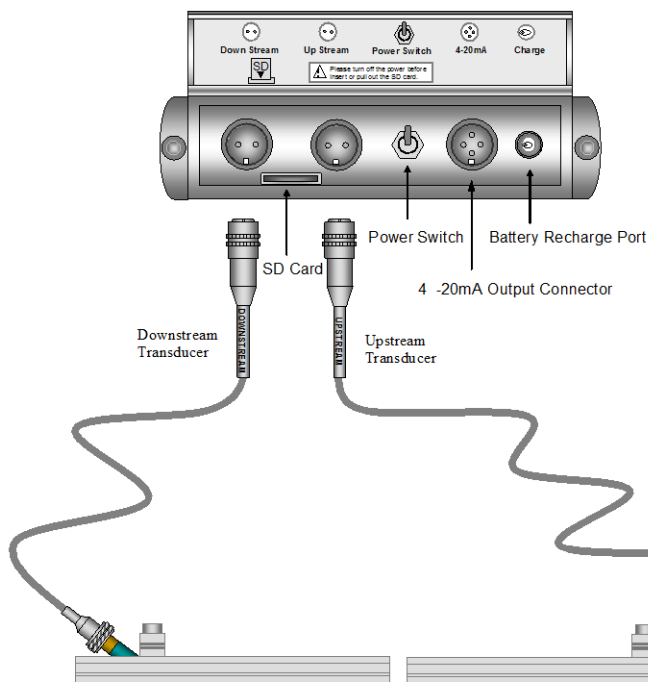 Down Stream
Up Stream
Power Switch
4-20mA
Charge
SD
Please turn off the power before
insert or pull out the SD card.
Power Switch
Battery Recharge Port
SD Card
4 -20mA Output Connector
DOWNSTREAM
UPSTREAM
Downstream
Transducer
Upstream
Transducer